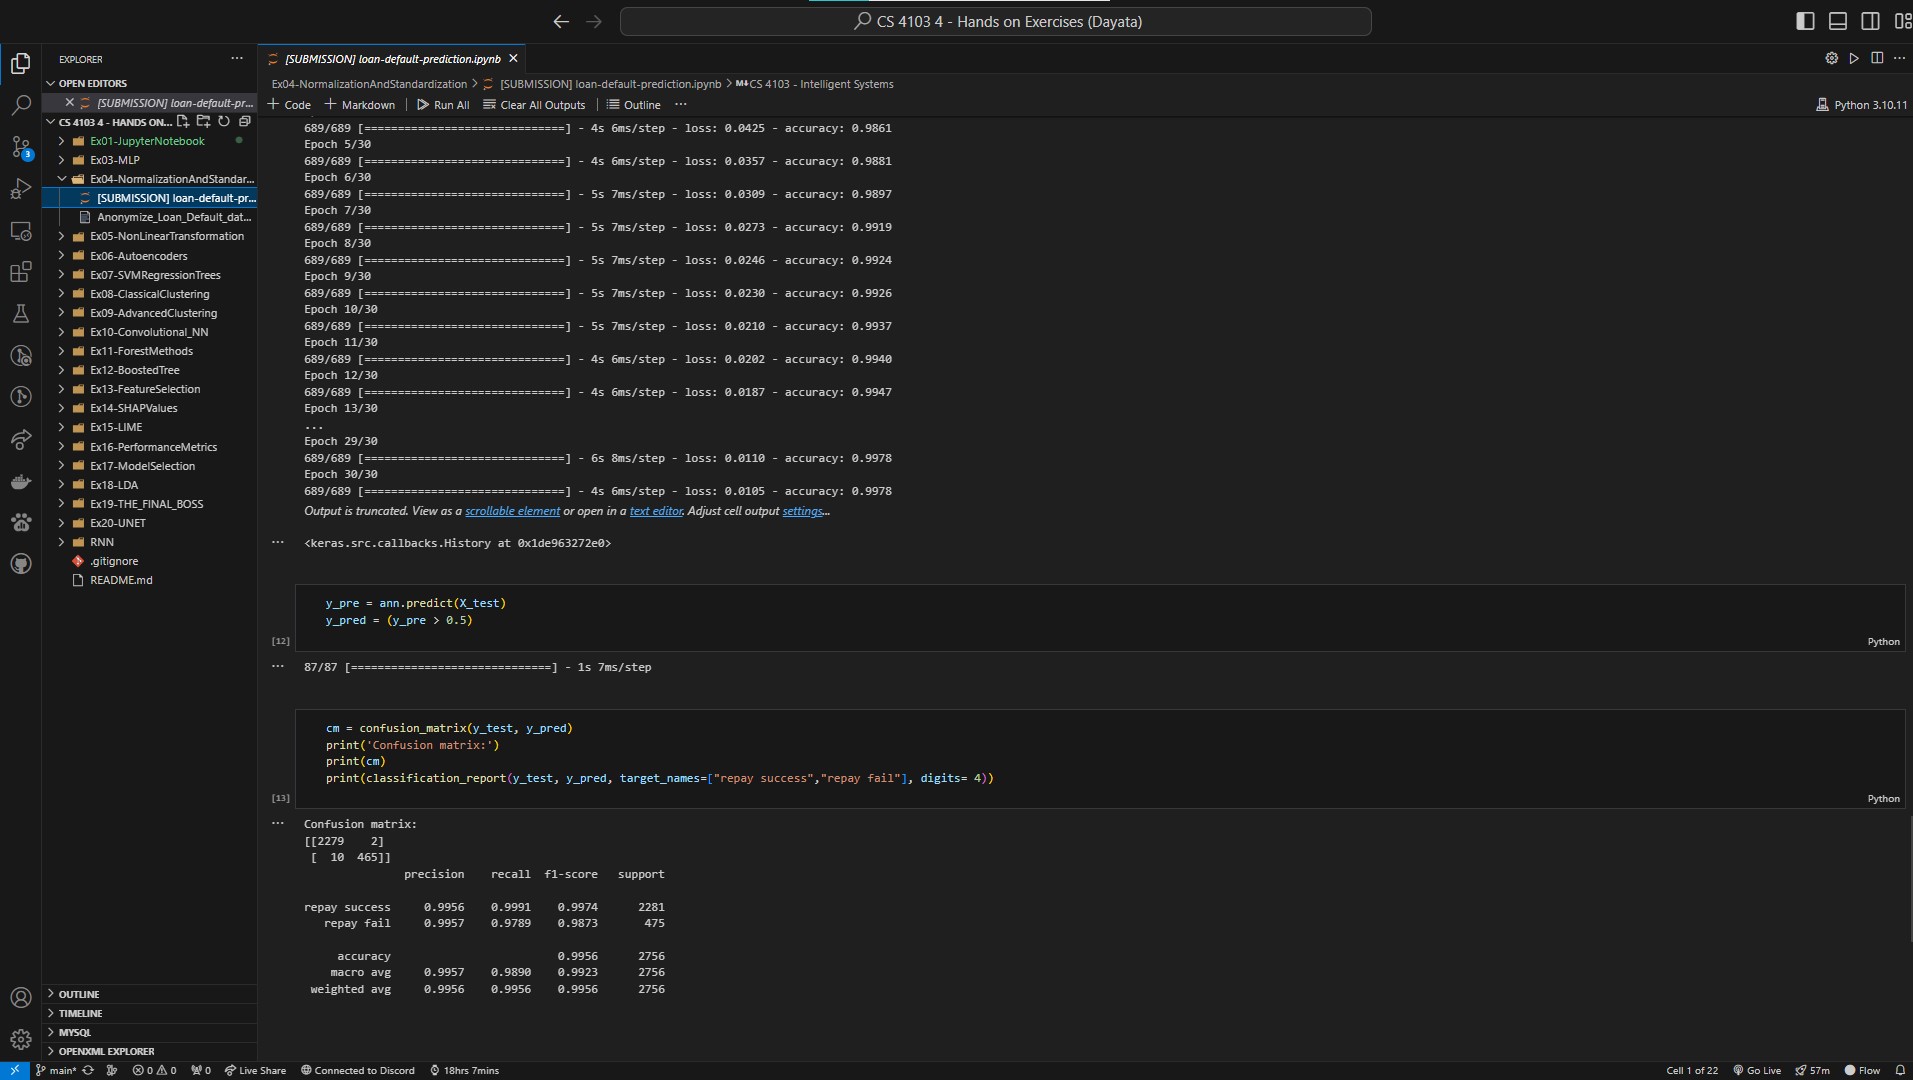 CS 4103 4 - Hands on Exercises (Dayata)
EXPLORER
OPEN EDITORS
[SUBMISSION] loan-default-pr...
CS 4103 4 - HANDS ON...
Ex01-JupyterNotebook
Ex03-MLP
Ex04-NormalizationAndStandar...
[SUBMISSION] loan-default-pr...
Anonymize_Loan_Default_dat...
Ex05-NonLinearTransformation
Ex06-Autoencoders
Ex07-SVMRegressionTrees
Ex08-ClassicalClustering
Ex09-AdvancedClustering
Ex10-Convolutional_NN
Ex11-ForestMethods
Ex12-BoostedTree
Ex13-FeatureSelection
Ex14-SHAPValues
Ex15-LIME
Ex16-PerformanceMetrics
Ex17-ModelSelection
Ex18-LDA
Ex19-THE_FINAL_BOSS
Ex20-UNET
RNN
.gitignore
README.md
OUTLINE
TIMELINE
MYSQL
OPENXML EXPLORER
3
[SUBMISSION] loan-default-prediction.ipynb
Ex04-NormalizationAndStandardization > [SUBMISSION] loan-default-prediction.ipynb > M↓CS 4103 - Intelligent Systems
+ Code + Markdown | Run All Clear All Outputs | Outline ... Python 3.10.11
689/689 [==============================] - 4s 6ms/step - loss: 0.0425 - accuracy: 0.9861
Epoch 5/30
689/689 [==============================] - 4s 6ms/step - loss: 0.0357 - accuracy: 0.9881
Epoch 6/30
689/689 [==============================] - 5s 7ms/step - loss: 0.0309 - accuracy: 0.9897
Epoch 7/30
689/689 [==============================] - 5s 7ms/step - loss: 0.0273 - accuracy: 0.9919
Epoch 8/30
689/689 [==============================] - 5s 7ms/step - loss: 0.0246 - accuracy: 0.9924
Epoch 9/30
689/689 [==============================] - 5s 7ms/step - loss: 0.0230 - accuracy: 0.9926
Epoch 10/30
689/689 [==============================] - 5s 7ms/step - loss: 0.0210 - accuracy: 0.9937
Epoch 11/30
689/689 [==============================] - 4s 6ms/step - loss: 0.0202 - accuracy: 0.9940
Epoch 12/30
689/689 [==============================] - 4s 6ms/step - loss: 0.0187 - accuracy: 0.9947
Epoch 13/30
...
Epoch 29/30
689/689 [==============================] - 6s 8ms/step - loss: 0.0110 - accuracy: 0.9978
Epoch 30/30
689/689 [==============================] - 4s 6ms/step - loss: 0.0105 - accuracy: 0.9978
Output is truncated. View as a scrollable element or open in a text editor. Adjust cell output settings...
... <keras.src.callbacks.History at 0x1de963272e0>
y_pre = ann.predict(X_test)
y_pred = (y_pre > 0.5)
[12] Python
... 87/87 [==============================] - 1s 7ms/step
cm = confusion_matrix(y_test, y_pred)
print('Confusion matrix:')
print(cm)
print(classification_report(y_test, y_pred, target_names=["repay success","repay fail"], digits= 4))
[13] Python
... Confusion matrix:
[[2279    2]
 [  10  465]]
precision recall f1-score support
repay success 0.9956 0.9991 0.9974 2281
repay fail 0.9957 0.9789 0.9873 475
accuracy 0.9956 2756
macro avg 0.9957 0.9890 0.9923 2756
weighted avg 0.9956 0.9956 0.9956 2756
main* 0 0 0 Live Share Connected to Discord 18hrs 7mins Cell 1 of 22 Go Live 57m Flow